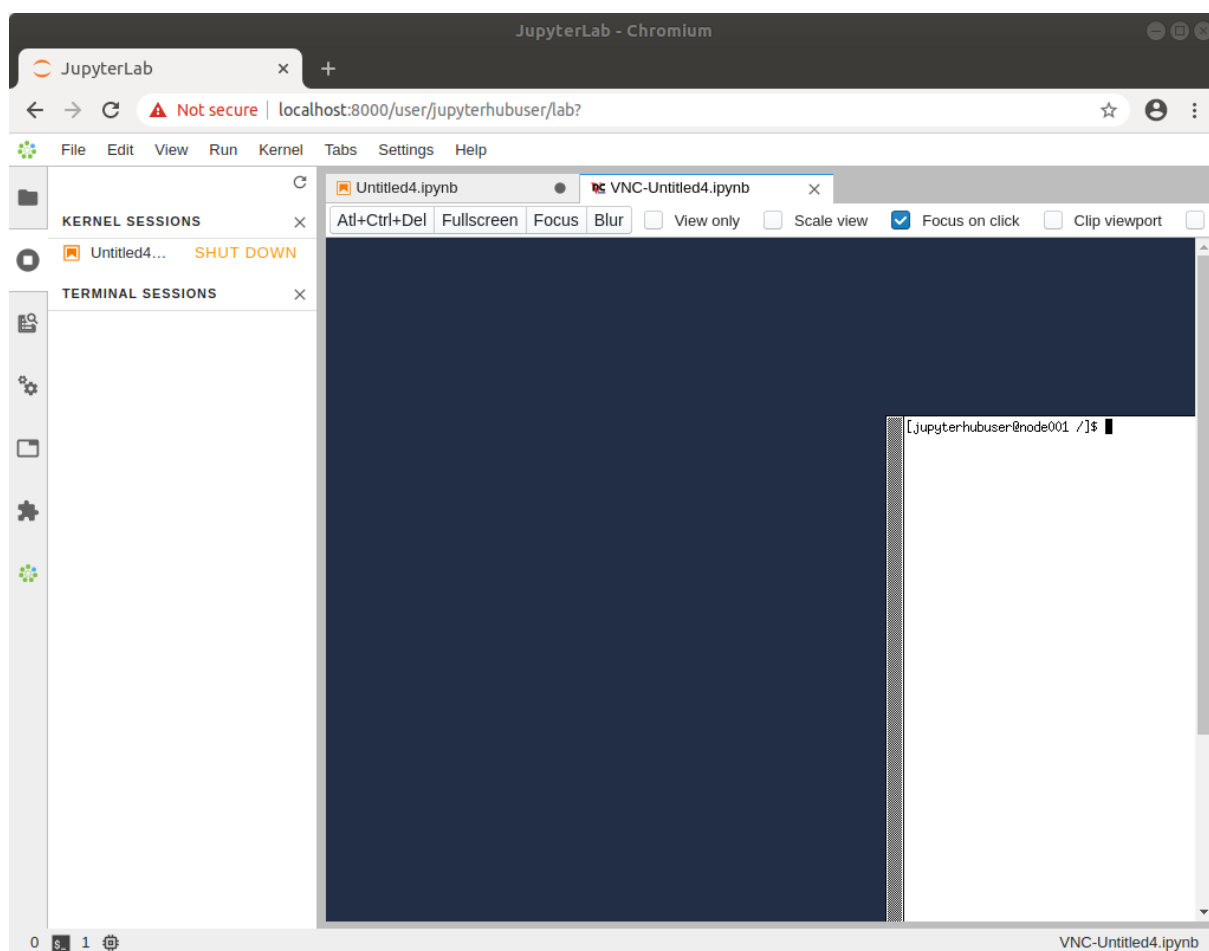 JupyterLab - Chromium
JupyterLab
Not secure | localhost:8000/user/jupyterhubuser/lab?
File Edit View Run Kernel Tabs Settings Help
Untitled4.ipynb VNC-Untitled4.ipynb
KERNEL SESSIONS
Atl+Ctrl+Del Fullscreen Focus Blur View only Scale view Focus on click Clip viewport
Untitled4... SHUT DOWN
TERMINAL SESSIONS
[jupyterhubuser@node001 /]$
0 $_ 1 VNC-Untitled4.ipynb